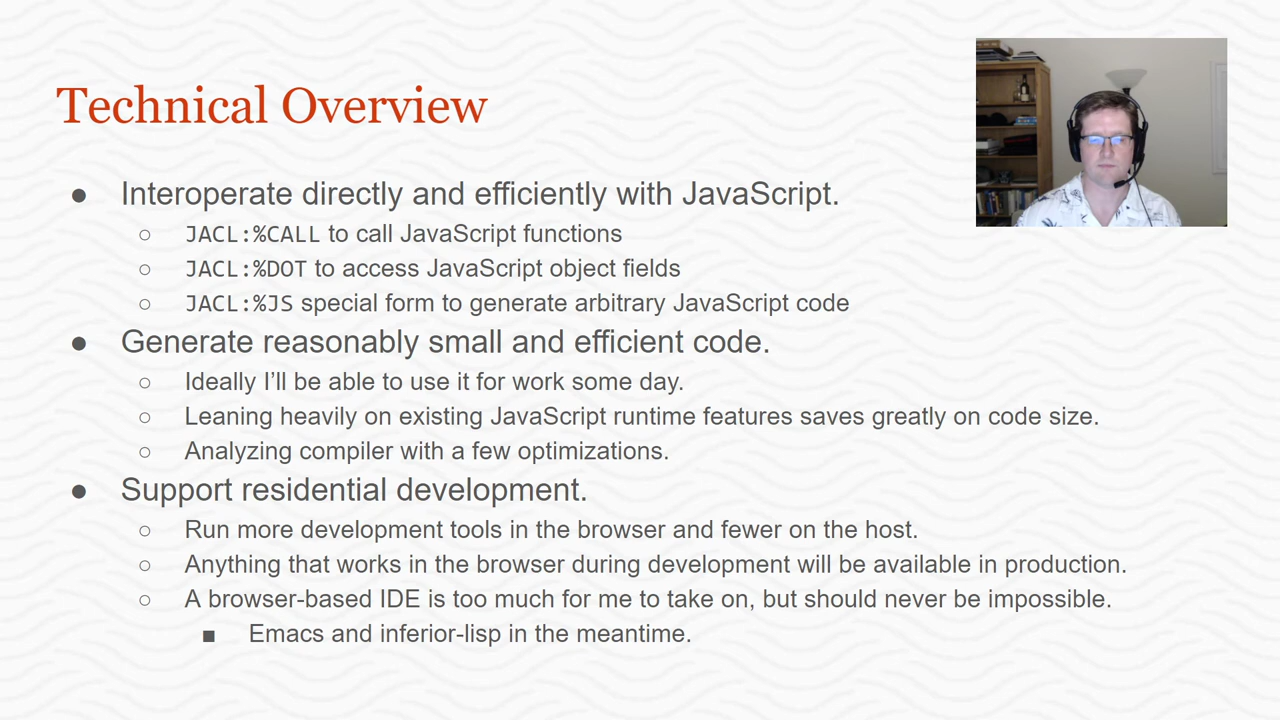 Technical Overview
● Interoperate directly and efficiently with JavaScript.
○ JACL:%CALL to call JavaScript functions
○ JACL:%DOT to access JavaScript object fields
○ JACL:%JS special form to generate arbitrary JavaScript code
● Generate reasonably small and efficient code.
○ Ideally I’ll be able to use it for work some day.
○ Leaning heavily on existing JavaScript runtime features saves greatly on code size.
○ Analyzing compiler with a few optimizations.
● Support residential development.
○ Run more development tools in the browser and fewer on the host.
○ Anything that works in the browser during development will be available in production.
○ A browser-based IDE is too much for me to take on, but should never be impossible.
■ Emacs and inferior-lisp in the meantime.